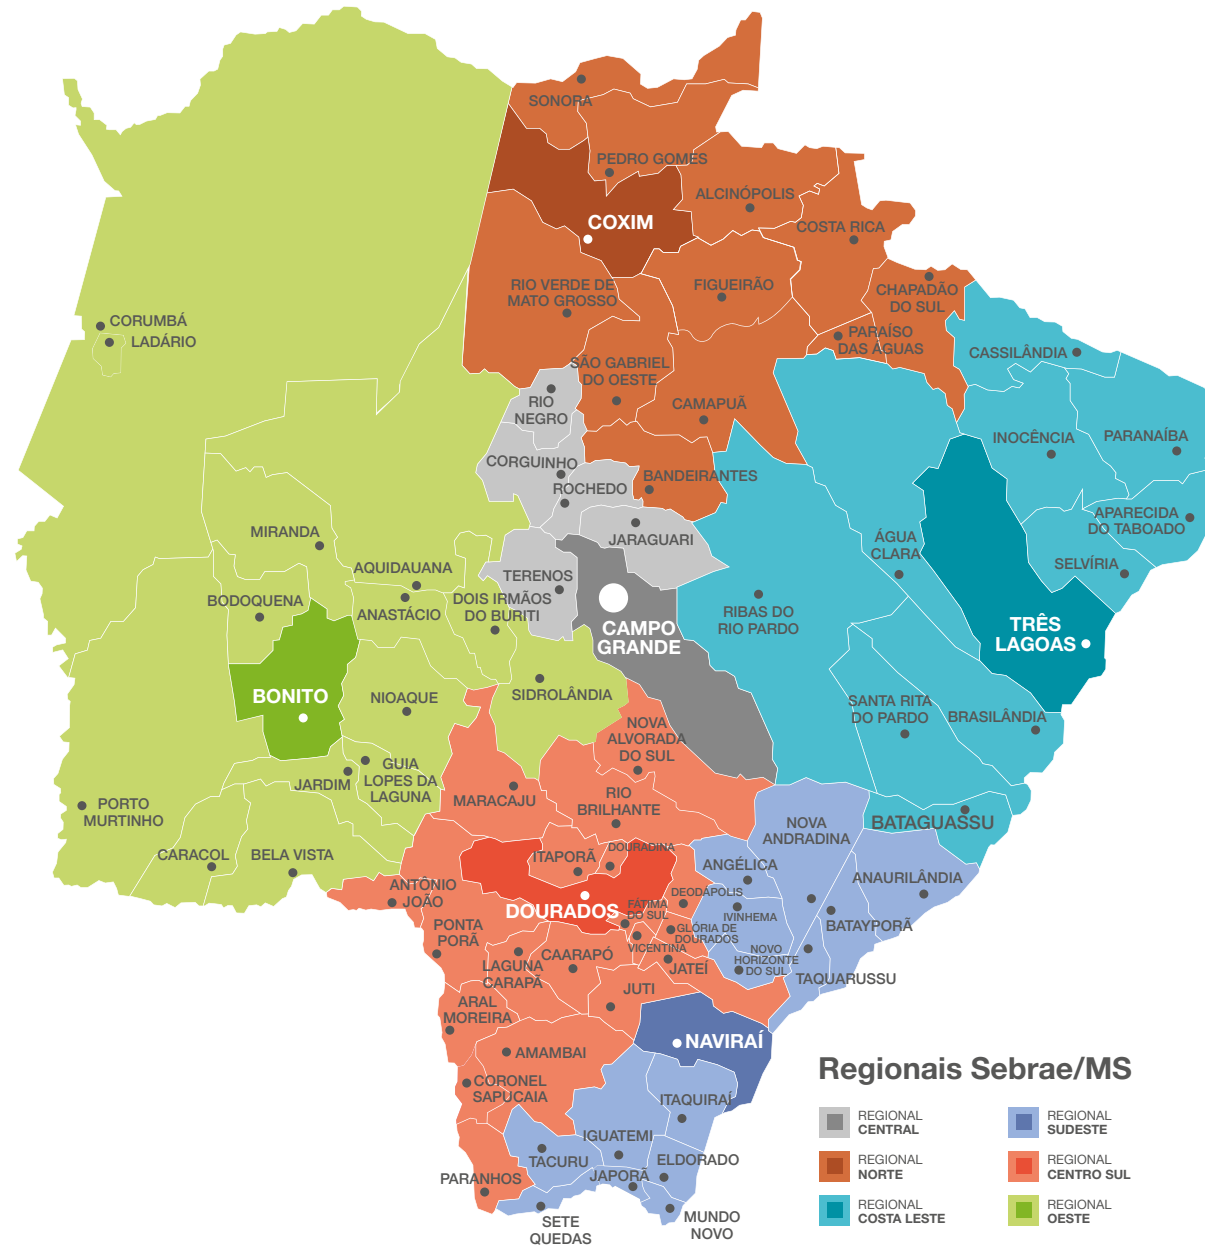 SONORA
PEDRO GOMES
ALCINÓPOLIS
COXIM
COSTA RICA
RIO VERDE DE
MATO GROSSO
FIGUEIRÃO
CHAPADÃO
DO SUL
CORUMBÁ
LADÁRIO
PARAÍSO
DAS ÁGUAS
CASSILÂNDIA
SÃO GABRIEL
DO OESTE
RIO
NEGRO
CAMAPUÃ
INOCÊNCIA
PARANAÍBA
CORGUINHO
ROCHEDO
BANDEIRANTES
APARECIDA
DO TABOADO
MIRANDA
JARAGUARI
ÁGUA
CLARA
SELVÍRIA
AQUIDAUANA
TERENOS
BODOQUENA
ANASTÁCIO
DOIS IRMÃOS
DO BURITI
RIBAS DO
RIO PARDO
CAMPO
GRANDE
TRÊS
LAGOAS
BONITO
NIOAQUE
SIDROLÂNDIA
SANTA RITA
DO PARDO
BRASILÂNDIA
NOVA
ALVORADA
DO SUL
GUIA
LOPES DA
LAGUNA
JARDIM
MARACAJU
RIO
BRILHANTE
PORTO
MURTINHO
NOVA
ANDRADINA
BATAGUASSU
CARACOL
BELA VISTA
ITAPORÃ
DOURADINA
ANGÉLICA
ANAURILÂNDIA
ANTÔNIO
JOÃO
DEODÁPOLIS
DOURADOS
FÁTIMA
DO SUL
IVINHEMA
BATAYPORÃ
PONTA
PORÃ
GLÓRIA DE
DOURADOS
VICENTINA
LAGUNA
CARAPÃ
CAARAPÓ
JATEÍ
NOVO
HORIZONTE
DO SUL
TAQUARUSSU
JUTI
ARAL
MOREIRA
NAVIRAÍ
AMAMBAI
CORONEL
SAPUCAIA
ITAQUIRAÍ
IGUATEMI
TACURU
ELDORADO
JAPORÃ
PARANHOS
SETE
QUEDAS
MUNDO
NOVO
Regionais Sebrae/MS
REGIONAL
CENTRAL
REGIONAL
SUDESTE
REGIONAL
NORTE
REGIONAL
CENTRO SUL
REGIONAL
COSTA LESTE
REGIONAL
OESTE